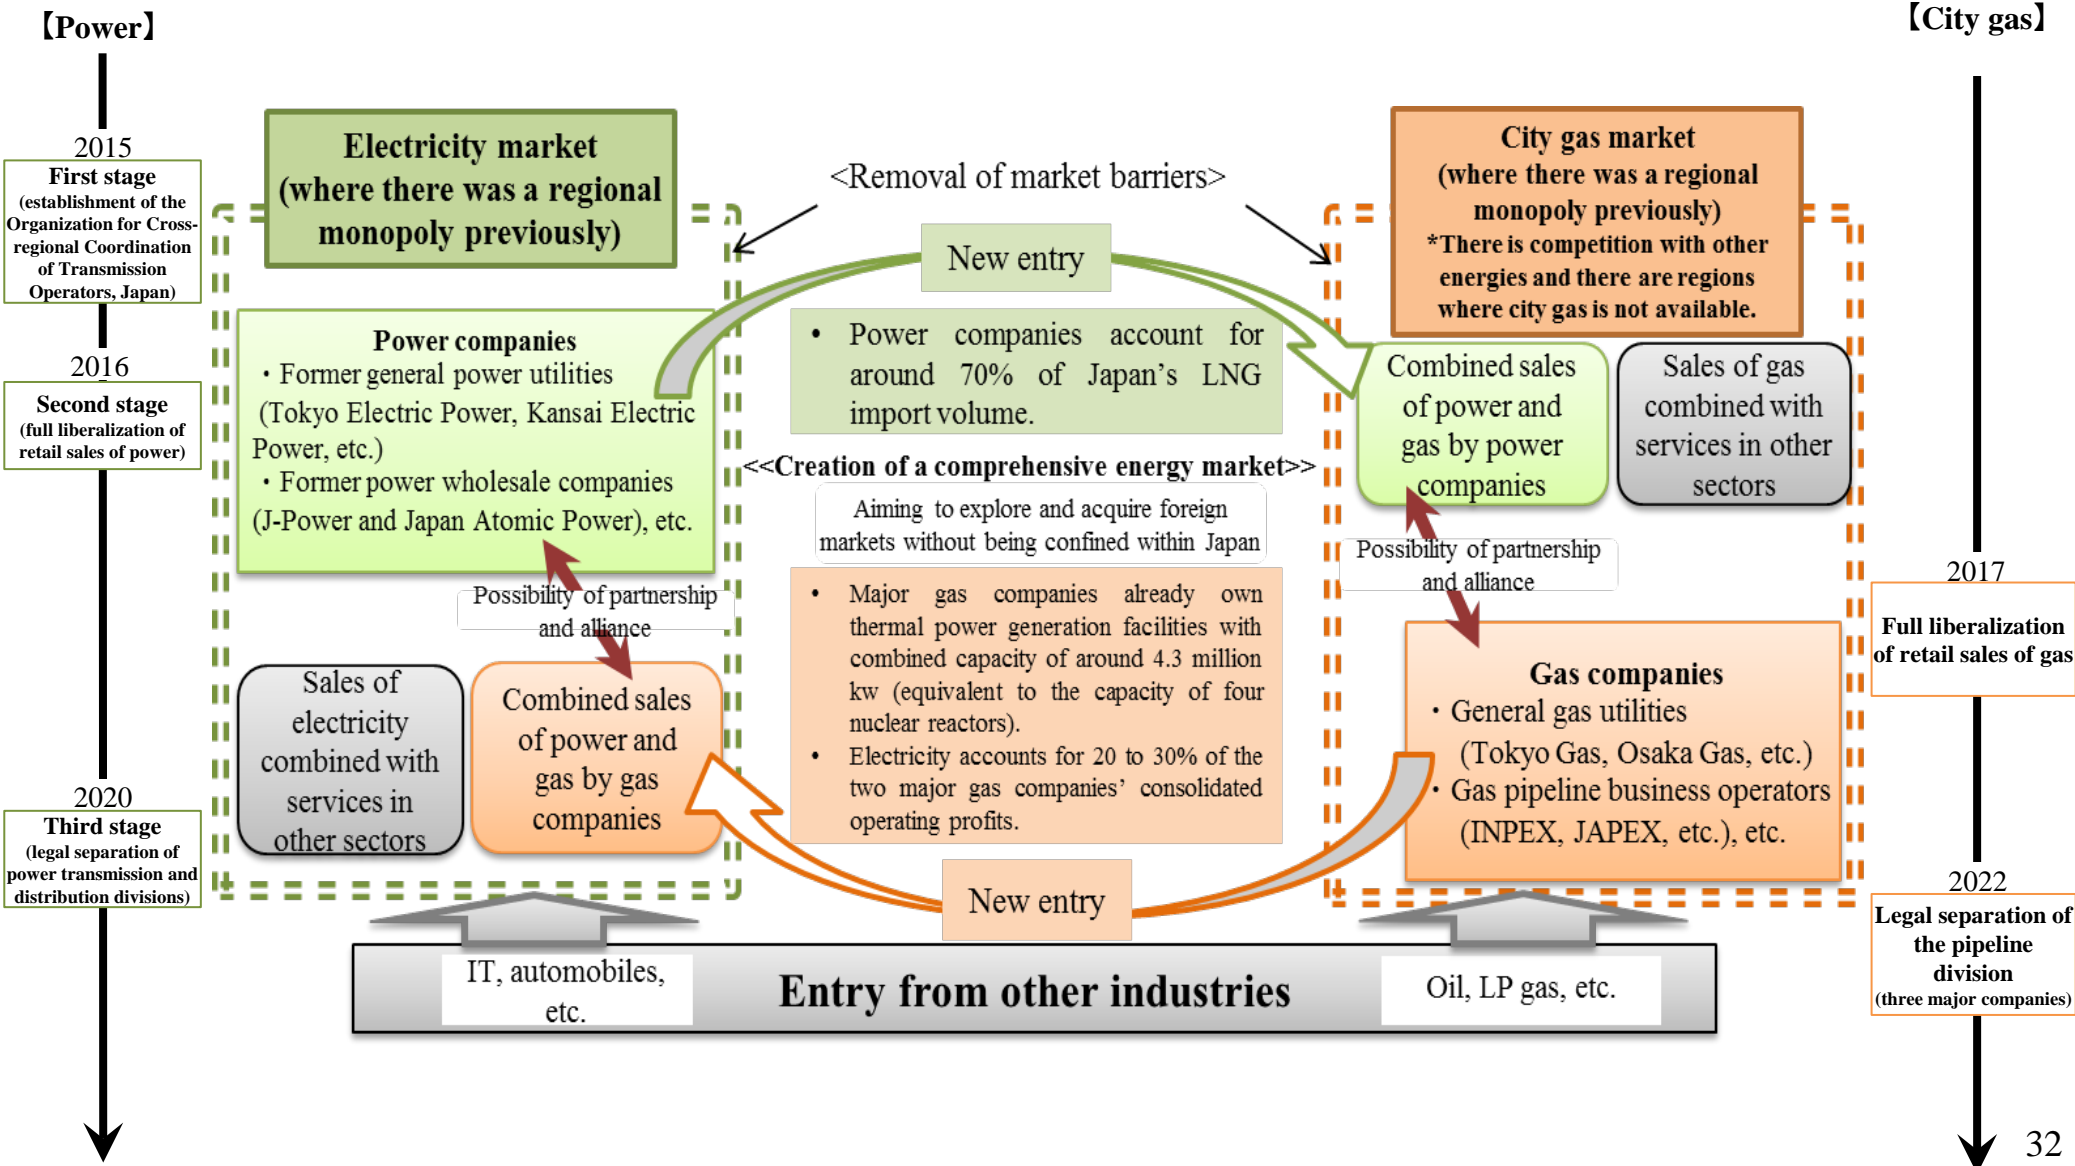 【Power】
2015
First stage
(establishment of the
Organization for Cross-
regional Coordination
of Transmission
Operators, Japan)
2016
Second stage
(full liberalization of
retail sales of power)
2020
Third stage
(legal separation of
power transmission and
distribution divisions)
Electricity market
(where there was a regional
monopoly previously)
Power companies
・Former general power utilities
(Tokyo Electric Power, Kansai Electric
Power, etc.)
・Former power wholesale companies
(J-Power and Japan Atomic Power), etc.
Possibility of partnership
and alliance
Sales of
electricity
combined with
services in
other sectors
Combined sales
of power and
gas by gas
companies
<Removal of market barriers>
New entry
• Power companies account for
around 70% of Japan’s LNG
import volume.
<<Creation of a comprehensive energy market>>
Aiming to explore and acquire foreign
markets without being confined within Japan
• Major gas companies already own
thermal power generation facilities with
combined capacity of around 4.3 million
kw (equivalent to the capacity of four
nuclear reactors).
• Electricity accounts for 20 to 30% of the
two major gas companies’ consolidated
operating profits.
New entry
City gas market
(where there was a regional
monopoly previously)
*There is competition with other
energies and there are regions
where city gas is not available.
Combined sales
of power and
gas by power
companies
Sales of gas
combined with
services in other
sectors
Possibility of partnership
and alliance
Gas companies
・General gas utilities
(Tokyo Gas, Osaka Gas, etc.)
・Gas pipeline business operators
(INPEX, JAPEX, etc.), etc.
IT, automobiles,
etc.
Entry from other industries
Oil, LP gas, etc.
【City gas】
2017
Full liberalization
of retail sales of gas
2022
Legal separation of
the pipeline
division
(three major companies)
32